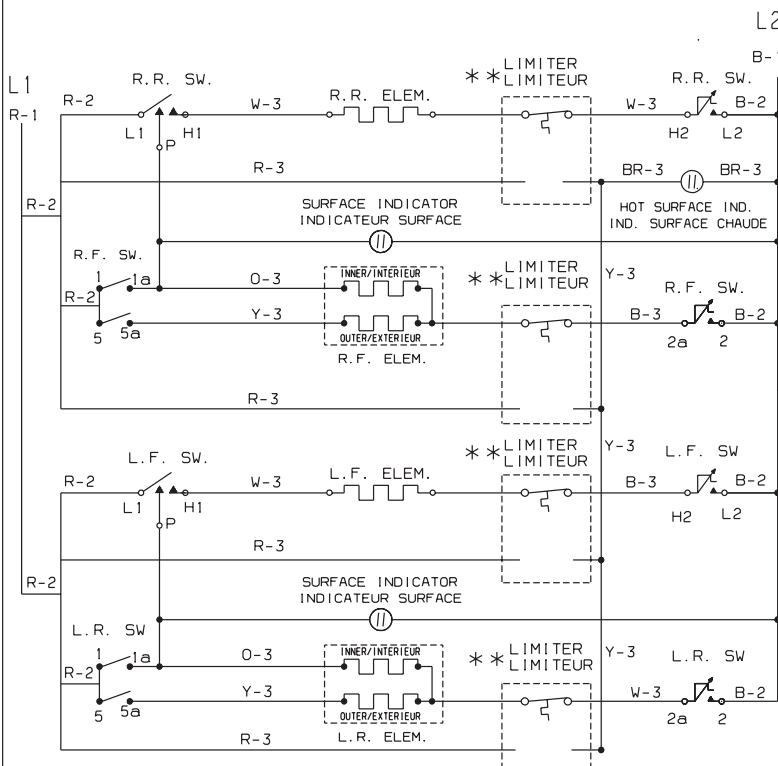 L2
B-
L1
R-1
R-2
R.R. SW.
L1
H1
P
W-3
R.R. ELEM.
** LIMITER
LIMITEUR
W-3
R.R. SW.
B-2
H2
L2
R-3
BR-3
BR-3
HOT SURFACE IND.
IND. SURFACE CHAUDE
R-2
SURFACE INDICATOR
INDICATEUR SURFACE
R.F. SW.
1
1a
R-2
5
5a
O-3
Y-3
INNER/INTERIEUR
OUTER/EXTERIEUR
R.F. ELEM.
** LIMITER
LIMITEUR
Y-3
R.F. SW.
B-3
B-2
2a
2
R-3
L.F. SW.
R-2
L1
H1
P
W-3
L.F. ELEM.
** LIMITER
LIMITEUR
Y-3
L.F. SW
B-3
B-2
H2
L2
R-3
R-2
SURFACE INDICATOR
INDICATEUR SURFACE
L.R. SW
1
1a
R-2
5
5a
O-3
Y-3
INNER/INTERIEUR
OUTER/EXTERIEUR
L.R. ELEM.
** LIMITER
LIMITEUR
Y-3
L.R. SW
W-3
B-2
2a
2
R-3